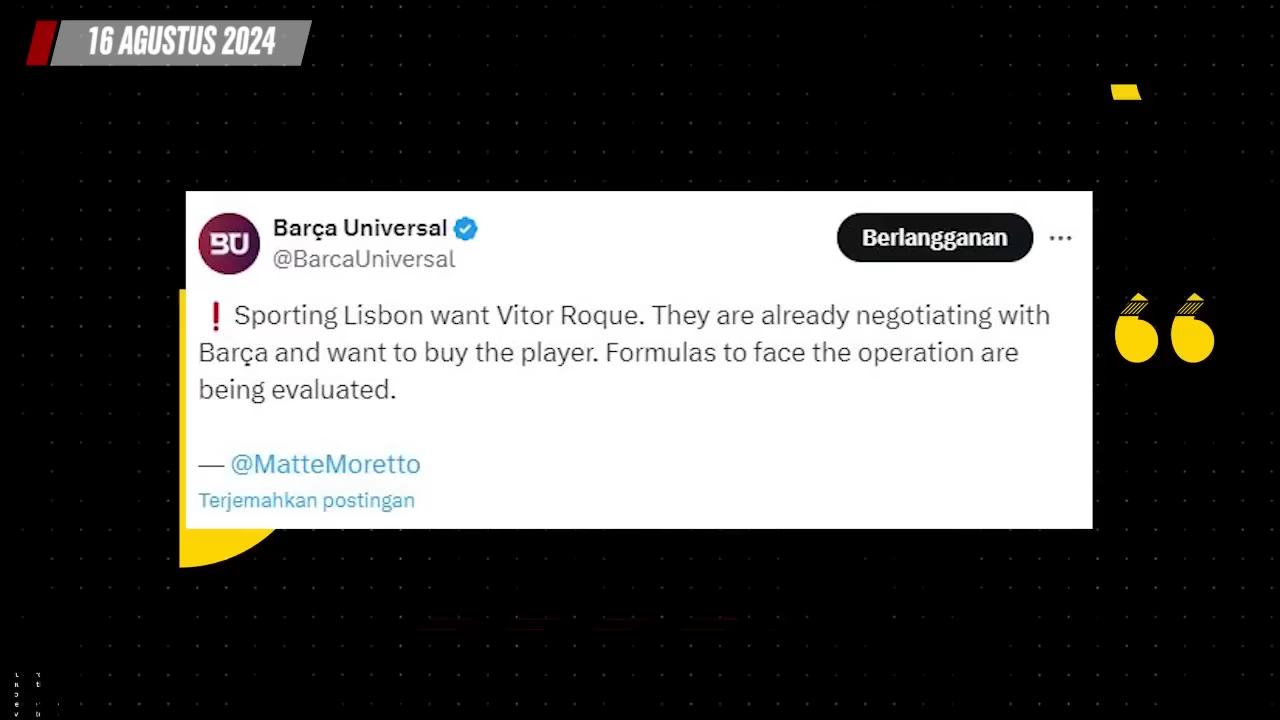 16 AGUSTUS 2024
BU
Barça Universal
@BarcaUniversal
Berlangganan
❗ Sporting Lisbon want Vitor Roque. They are already negotiating with
Barça and want to buy the player. Formulas to face the operation are
being evaluated.
— @MatteMoretto
Terjemahkan postingan